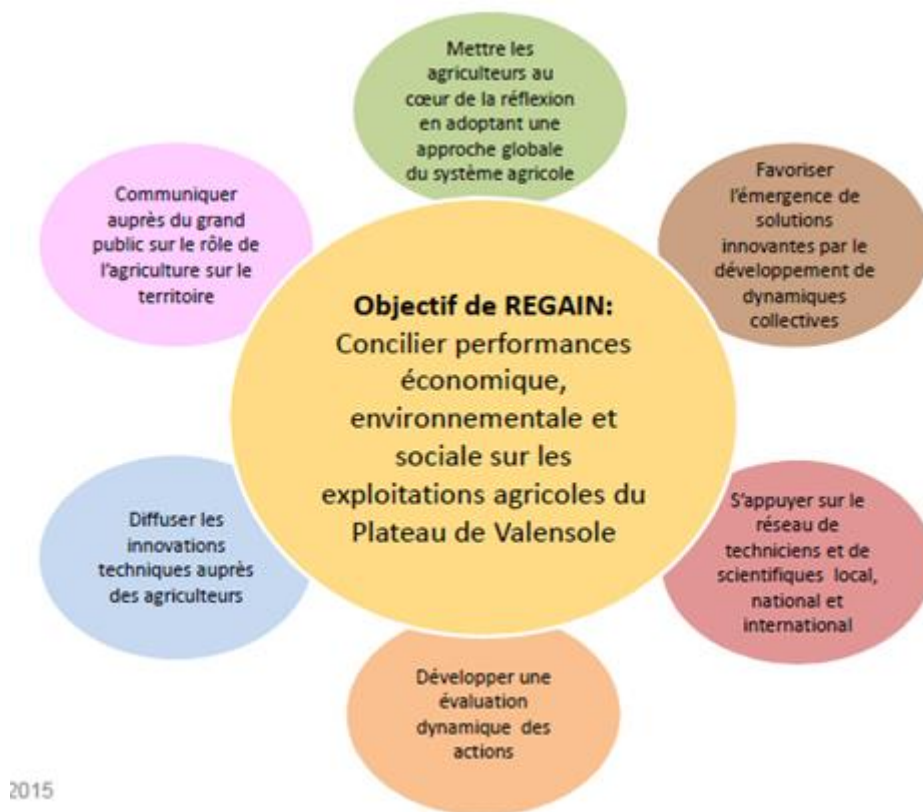 Mettre les
agriculteurs au
cœur de la réflexion
en adoptant une
approche globale
du système agricole
Favoriser
l'émergence de
solutions
innovantes par le
développement de
dynamiques
collectives
S'appuyer sur le
réseau de
techniciens et de
scientifiques local,
national et
international
Développer une
évaluation
dynamique des
actions
Diffuser les
innovations
techniques auprès
des agriculteurs
Communiquer
auprès du grand
public sur le rôle de
l'agriculture sur le
territoire
Objectif de REGAIN:
Concilier performances
économique,
environnementale et
sociale sur les
exploitations agricoles du
Plateau de Valensole
2015